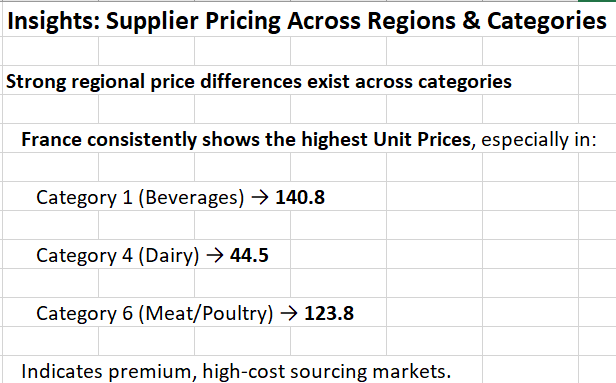 Insights: Supplier Pricing Across Regions & Categories
Strong regional price differences exist across categories
France consistently shows the highest Unit Prices, especially in:
Category 1 (Beverages) → 140.8
Category 4 (Dairy) → 44.5
Category 6 (Meat/Poultry) → 123.8
Indicates premium, high-cost sourcing markets.